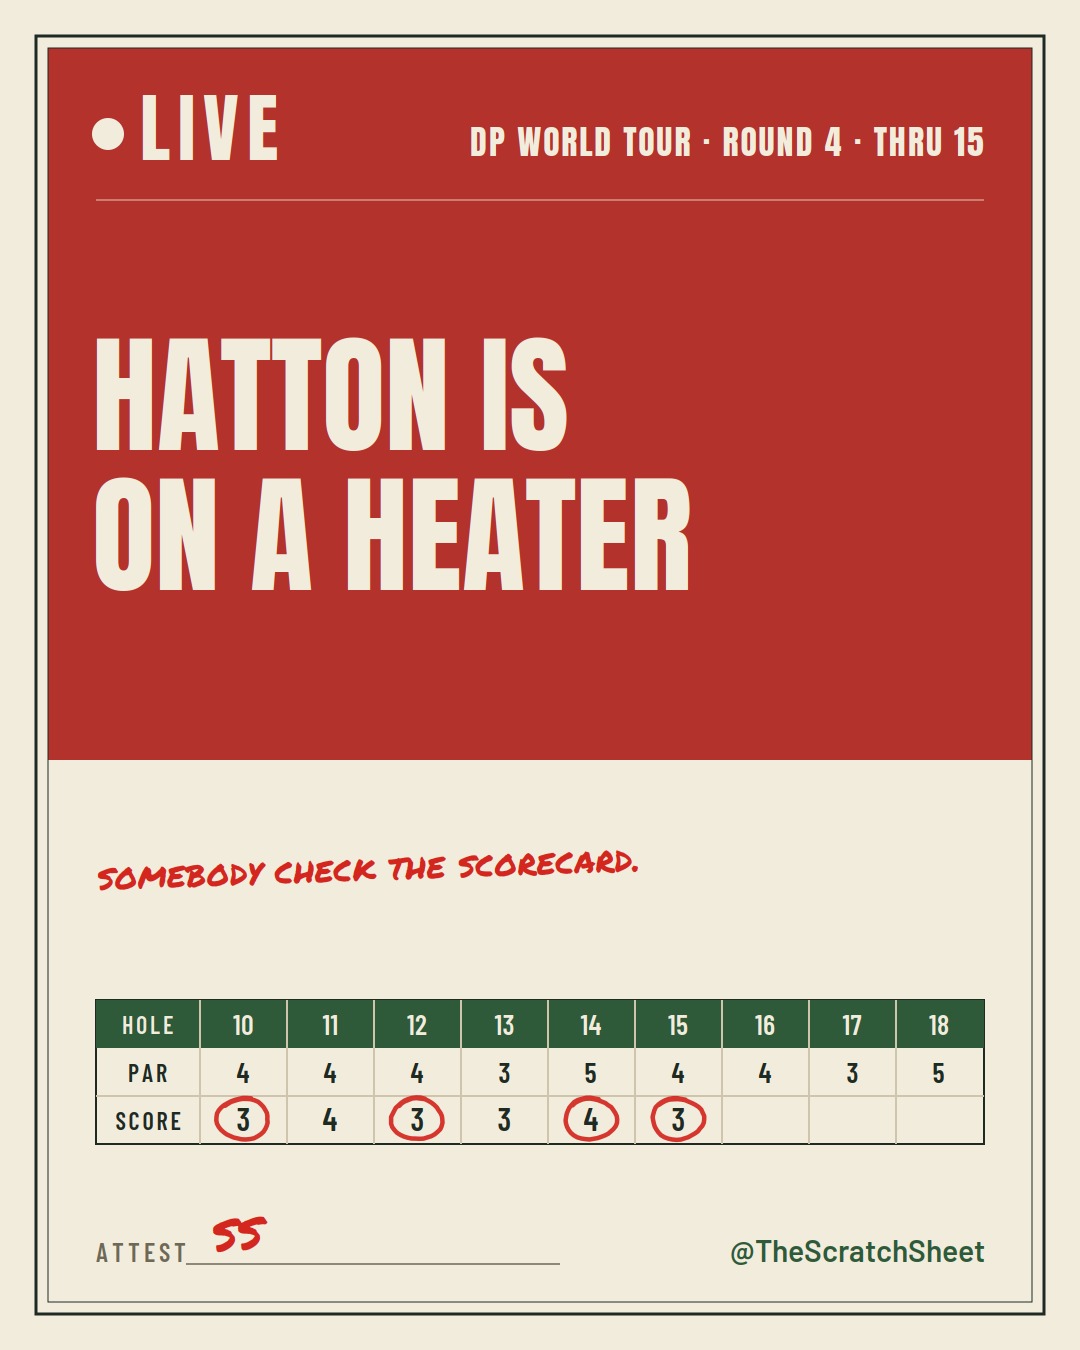 LIVE
DP WORLD TOUR · ROUND 4 · THRU 15
HATTON IS
ON A HEATER
SOMEBODY CHECK THE SCORECARD.
HOLE 10 11 12 13 14 15 16 17 18
PAR 4 4 4 3 5 4 4 3 5
SCORE 3 4 3 3 4 3
ATTEST SS
@TheScratchSheet